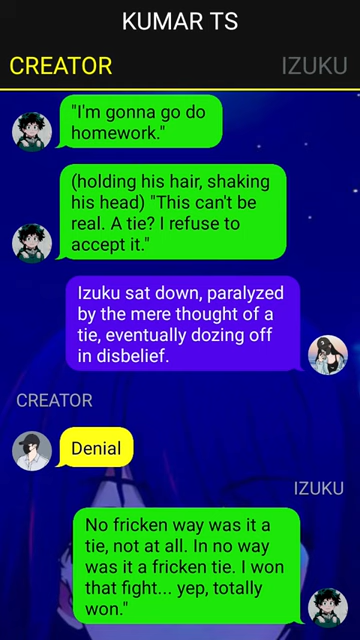 KUMAR TS
CREATOR
IZUKU
"I'm gonna go do
homework."
(holding his hair, shaking
his head) "This can't be
real. A tie? I refuse to
accept it."
Izuku sat down, paralyzed
by the mere thought of a
tie, eventually dozing off
in disbelief.
CREATOR
Denial
IZUKU
No fricken way was it a
tie, not at all. In no way
was it a fricken tie. I won
that fight... yep, totally
won."